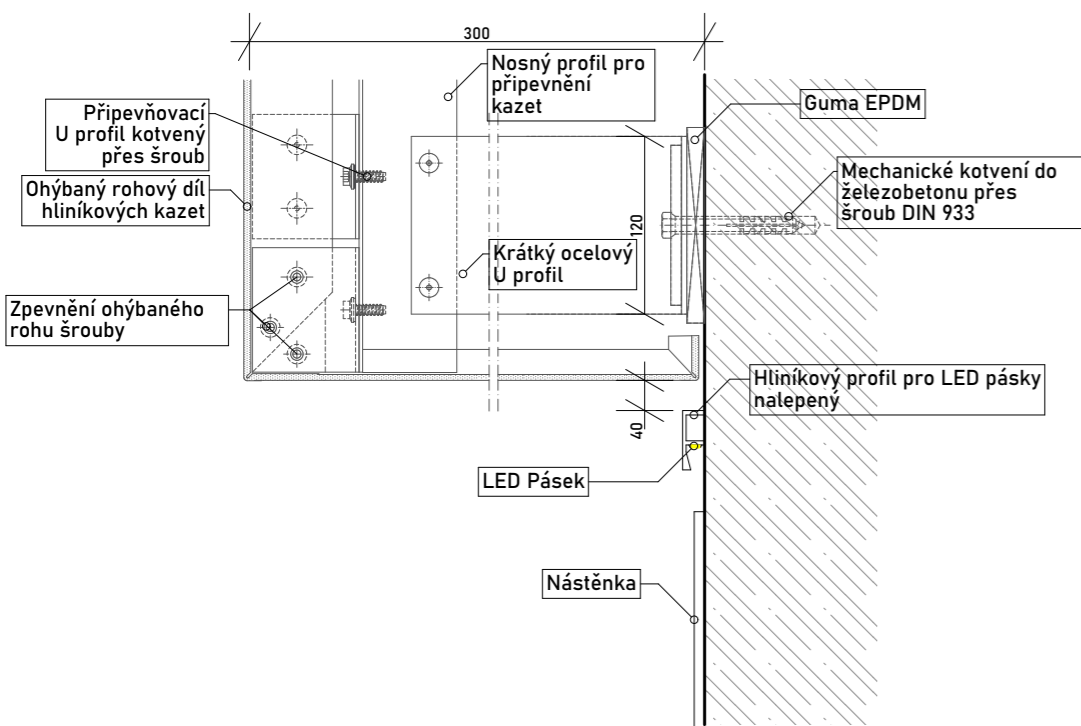 300
Nosný profil pro
připevnění
kazet
Guma EPDM
Připevňovací
U profil kotvený
přes šroub
Mechanické kotvení do
železobetonu přes
šroub DIN 933
Ohýbaný rohový díl
hliníkových kazet
120
Krátký ocelový
U profil
Zpevnění ohýbaného
rohu šrouby
Hliníkový profil pro LED pásky
nalepený
40
LED Pásek
Nástěnka